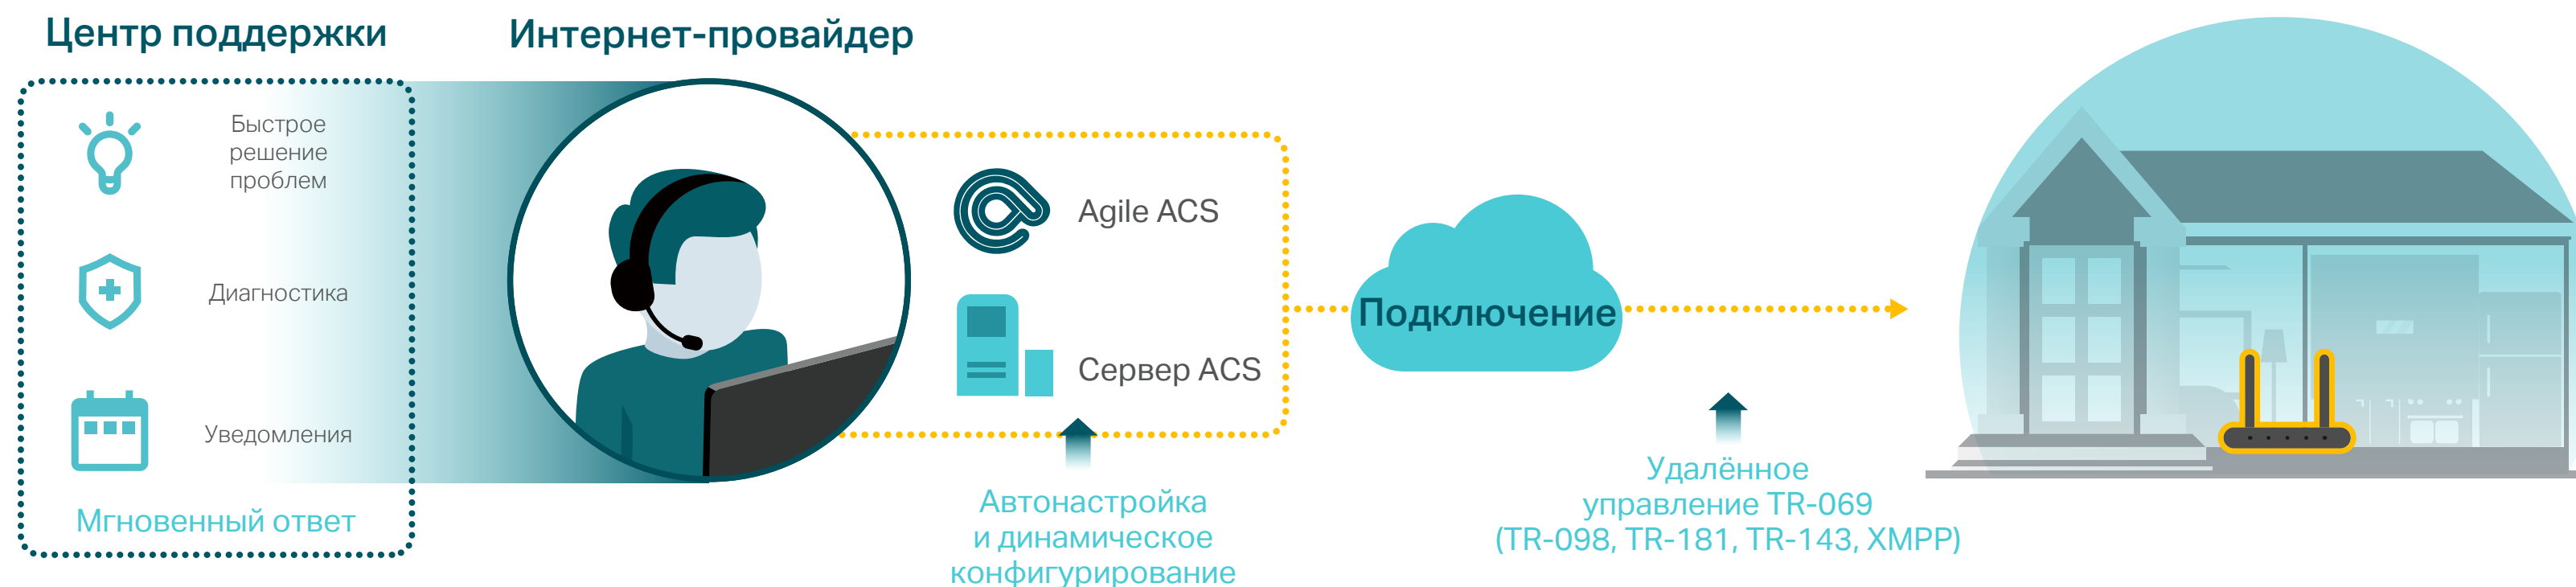 Центр поддержки
Быстрое
решение
проблем
Диагностика
Уведомления
Мгновенный ответ
Интернет-провайдер
Agile ACS
Сервер ACS
Автонастройка
и динамическое
конфигурирование
Подключение
Удалённое
управление TR-069
(TR-098, TR-181, TR-143, XMPP)